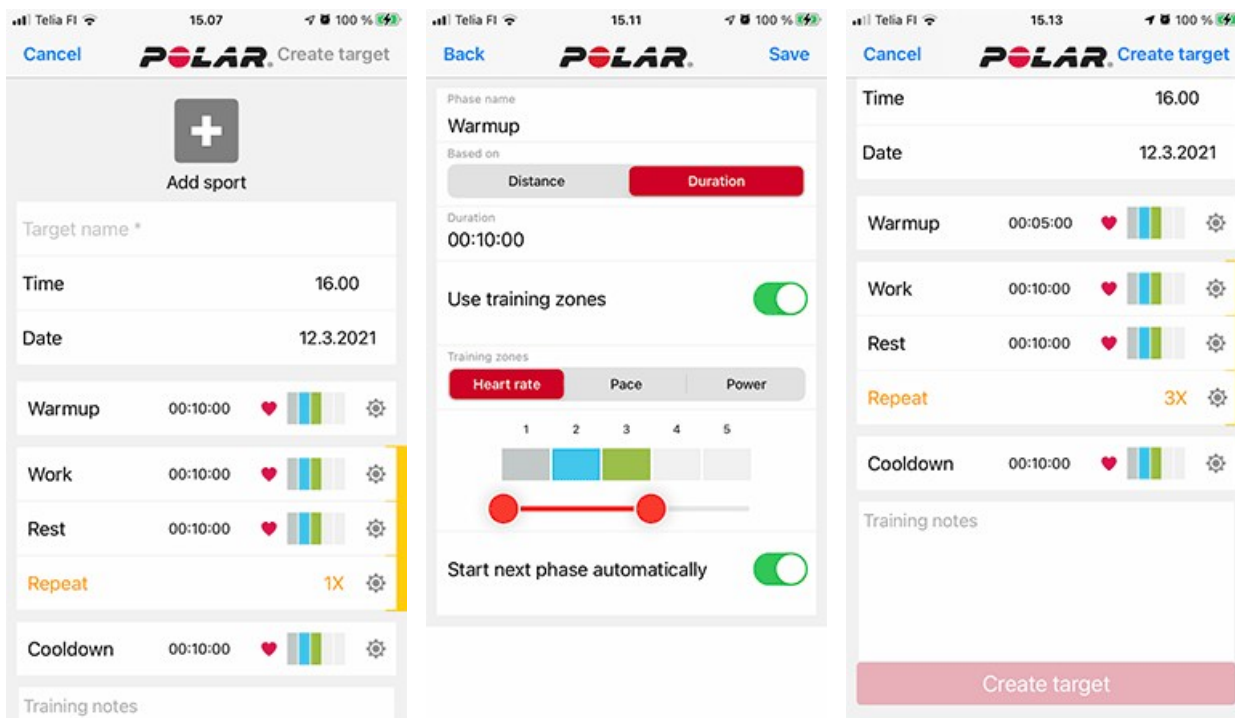 Telia FI 15.07 100 %
Cancel POLAR. Create target
Add sport
Target name *
Time 16.00
Date 12.3.2021
Warmup 00:10:00
Work 00:10:00
Rest 00:10:00
Repeat 1X
Cooldown 00:10:00
Training notes
Telia FI 15.11 100 %
Back POLAR. Save
Phase name
Warmup
Based on
Distance Duration
Duration
00:10:00
Use training zones
Training zones
Heart rate Pace Power
1 2 3 4 5
Start next phase automatically
Telia FI 15.13 100 %
Cancel POLAR. Create target
Time 16.00
Date 12.3.2021
Warmup 00:05:00
Work 00:10:00
Rest 00:10:00
Repeat 3X
Cooldown 00:10:00
Training notes
Create target